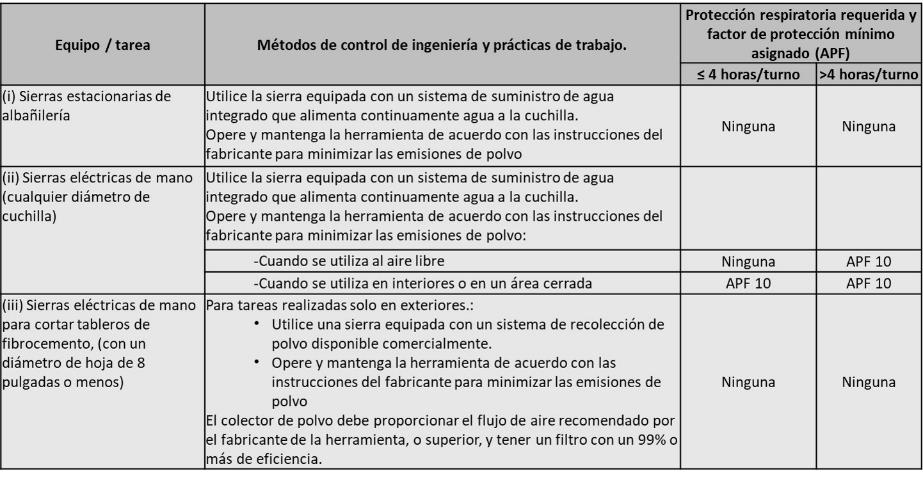 Equipo / tarea
Métodos de control de ingeniería y prácticas de trabajo.
Protección respiratoria requerida y
factor de protección mínimo
asignado (APF)
≤ 4 horas/turno
>4 horas/turno
(i) Sierras estacionarias de
albañilería
Utilice la sierra equipada con un sistema de suministro de agua
integrado que alimenta continuamente agua a la cuchilla.
Opere y mantenga la herramienta de acuerdo con las instrucciones del
fabricante para minimizar las emisiones de polvo
Ninguna
Ninguna
(ii) Sierras eléctricas de mano
(cualquier diámetro de
cuchilla)
Utilice la sierra equipada con un sistema de suministro de agua
integrado que alimenta continuamente agua a la cuchilla.
Opere y mantenga la herramienta de acuerdo con las instrucciones del
fabricante para minimizar las emisiones de polvo:
-Cuando se utiliza al aire libre
Ninguna
APF 10
-Cuando se utiliza en interiores o en un área cerrada
APF 10
APF 10
(iii) Sierras eléctricas de mano
para cortar tableros de
fibrocemento, (con un
diámetro de hoja de 8
pulgadas o menos)
Para tareas realizadas solo en exteriores.:
• Utilice una sierra equipada con un sistema de recolección de
polvo disponible comercialmente.
• Opere y mantenga la herramienta de acuerdo con las
instrucciones del fabricante para minimizar las emisiones de
polvo
El colector de polvo debe proporcionar el flujo de aire recomendado por
el fabricante de la herramienta, o superior, y tener un filtro con un 99% o
más de eficiencia.
Ninguna
Ninguna